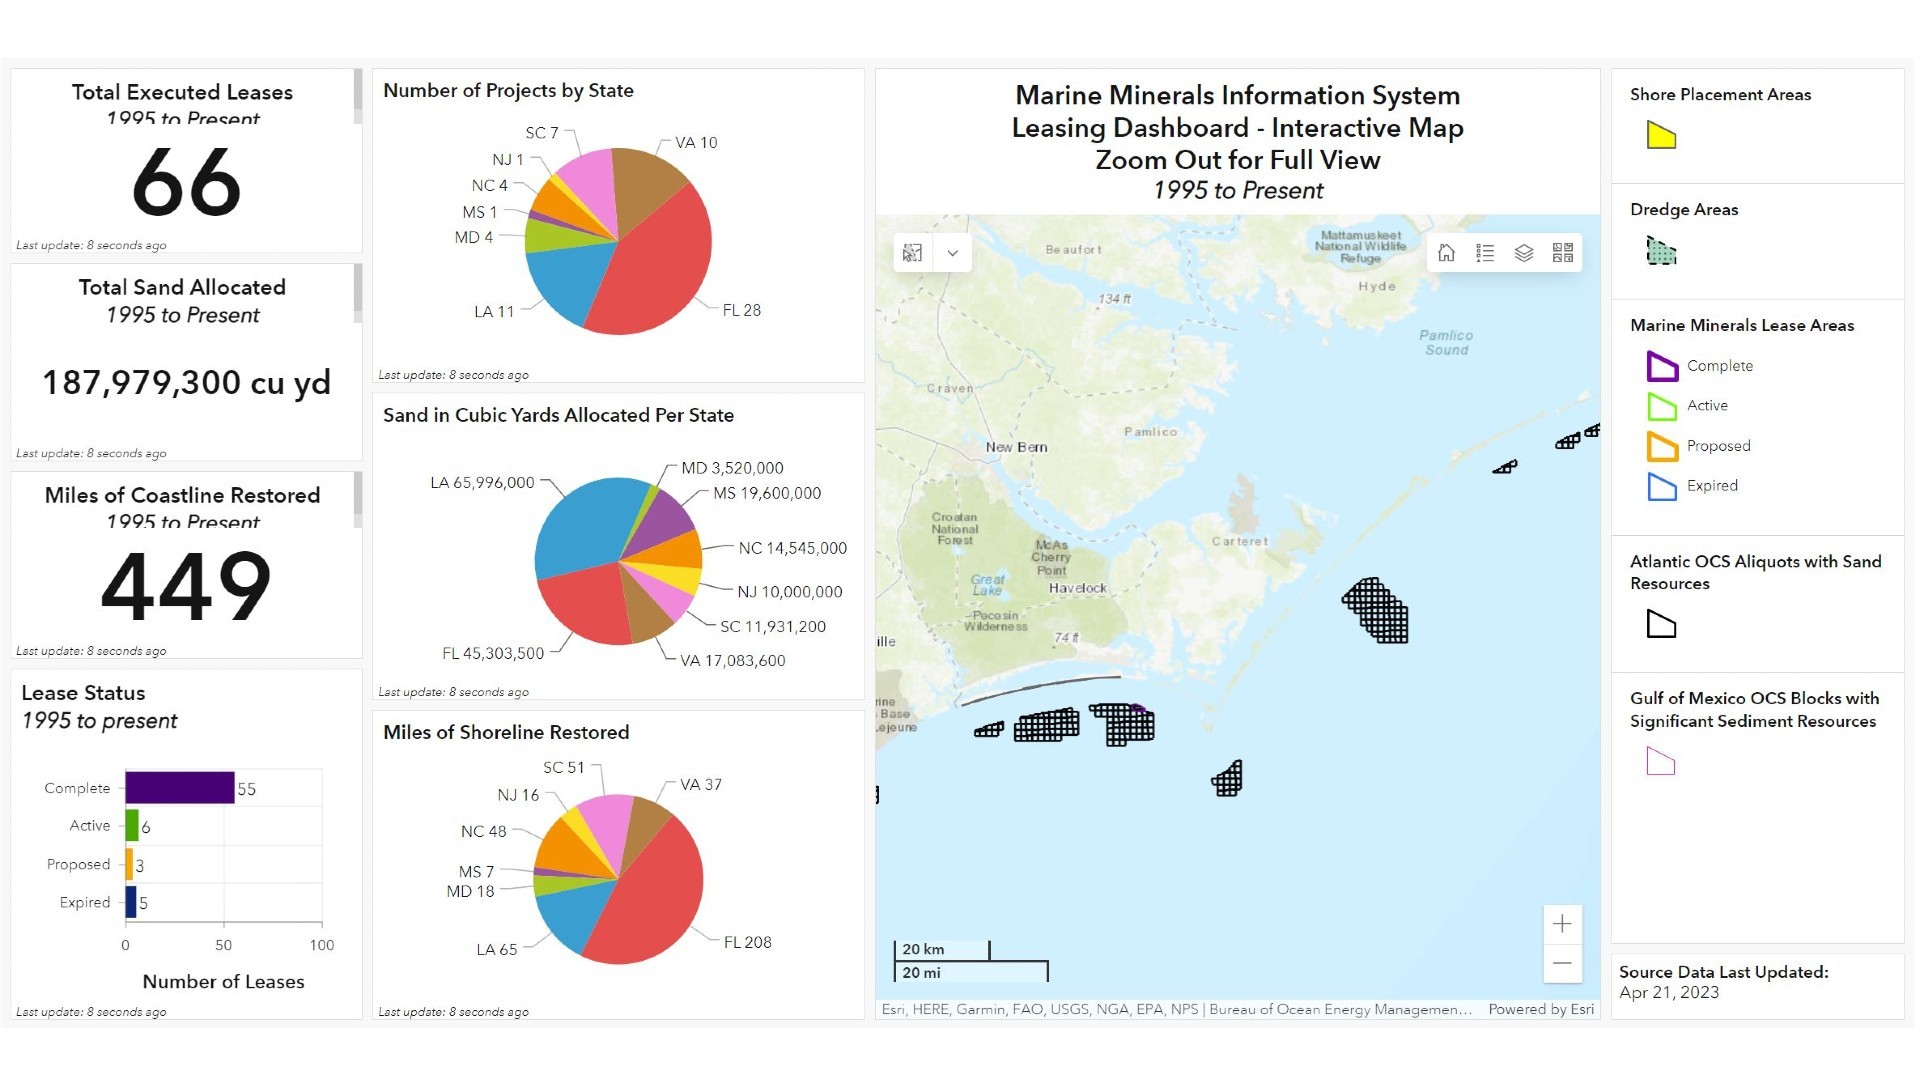 Total Executed Leases
1995 to Present
66
Last update: 8 seconds ago
Total Sand Allocated
1995 to Present
187,979,300 cu yd
Last update: 8 seconds ago
Miles of Coastline Restored
1995 to Present
449
Last update: 8 seconds ago
Lease Status
1995 to present
Complete 55
Active 6
Proposed 3
Expired 5
0 50 100
Number of Leases
Last update: 8 seconds ago
Number of Projects by State
SC 7
VA 10
NJ 1
NC 4
MS 1
MD 4
LA 11
FL 28
Last update: 8 seconds ago
Sand in Cubic Yards Allocated Per State
MD 3,520,000
LA 65,996,000
MS 19,600,000
NC 14,545,000
NJ 10,000,000
SC 11,931,200
FL 45,303,500
VA 17,083,600
Last update: 8 seconds ago
Miles of Shoreline Restored
SC 51
VA 37
NJ 16
NC 48
MS 7
MD 18
FL 208
LA 65
Last update: 8 seconds ago
Marine Minerals Information System
Leasing Dashboard - Interactive Map
Zoom Out for Full View
1995 to Present
Beaufort
Mattamuskeet
National Wildlife
Refuge
Hyde
134 ft
Pamlico
Sound
Craven
Pamlico
New Bern
Croatan
National
Forest
McAs
Cherry
Point
Carteret
Great
Lake
Havelock
Pocosin
Wilderness
74 ft
ille
rine
Base
ejeune
20 km
20 mi
+
−
Esri, HERE, Garmin, FAO, USGS, NGA, EPA, NPS | Bureau of Ocean Energy Managemen... Powered by Esri
Shore Placement Areas
Dredge Areas
Marine Minerals Lease Areas
Complete
Active
Proposed
Expired
Atlantic OCS Aliquots with Sand
Resources
Gulf of Mexico OCS Blocks with
Significant Sediment Resources
Source Data Last Updated:
Apr 21, 2023